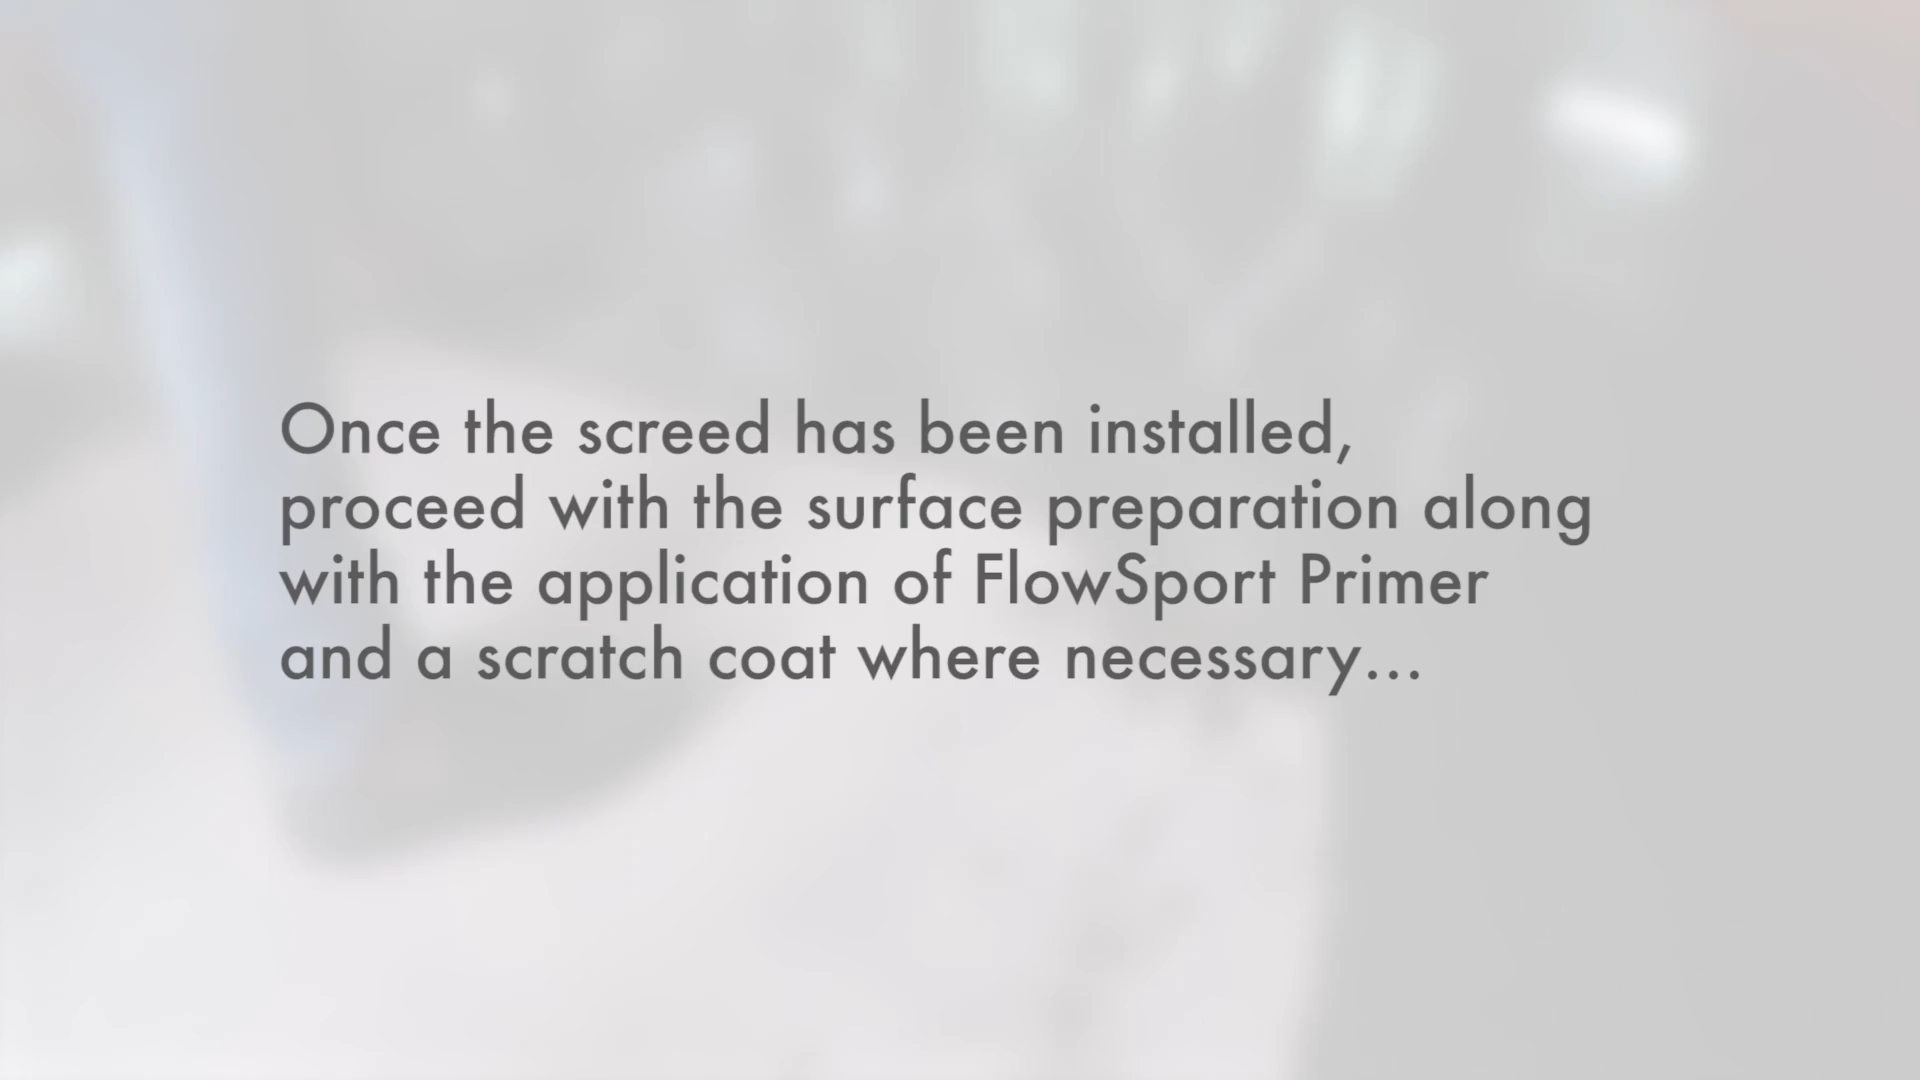 Once the screed has been installed,
proceed with the surface preparation along
with the application of FlowSport Primer
and a scratch coat where necessary...